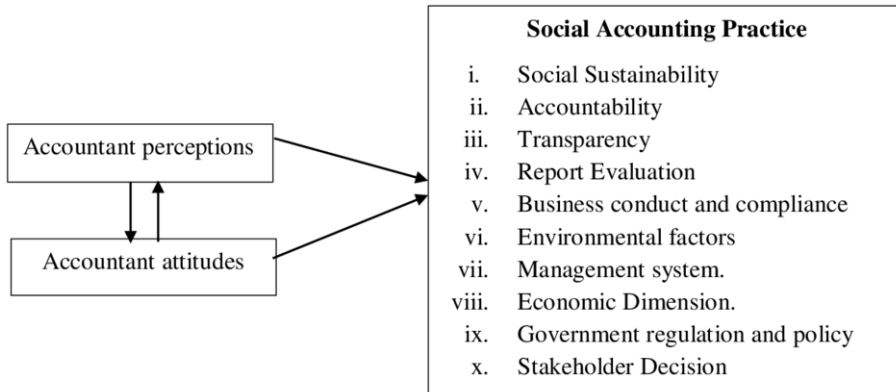 Social Accounting Practice
i. Social Sustainability
ii. Accountability
iii. Transparency
iv. Report Evaluation
v. Business conduct and compliance
vi. Environmental factors
vii. Management system.
viii. Economic Dimension.
ix. Government regulation and policy
x. Stakeholder Decision
Accountant perceptions
Accountant attitudes